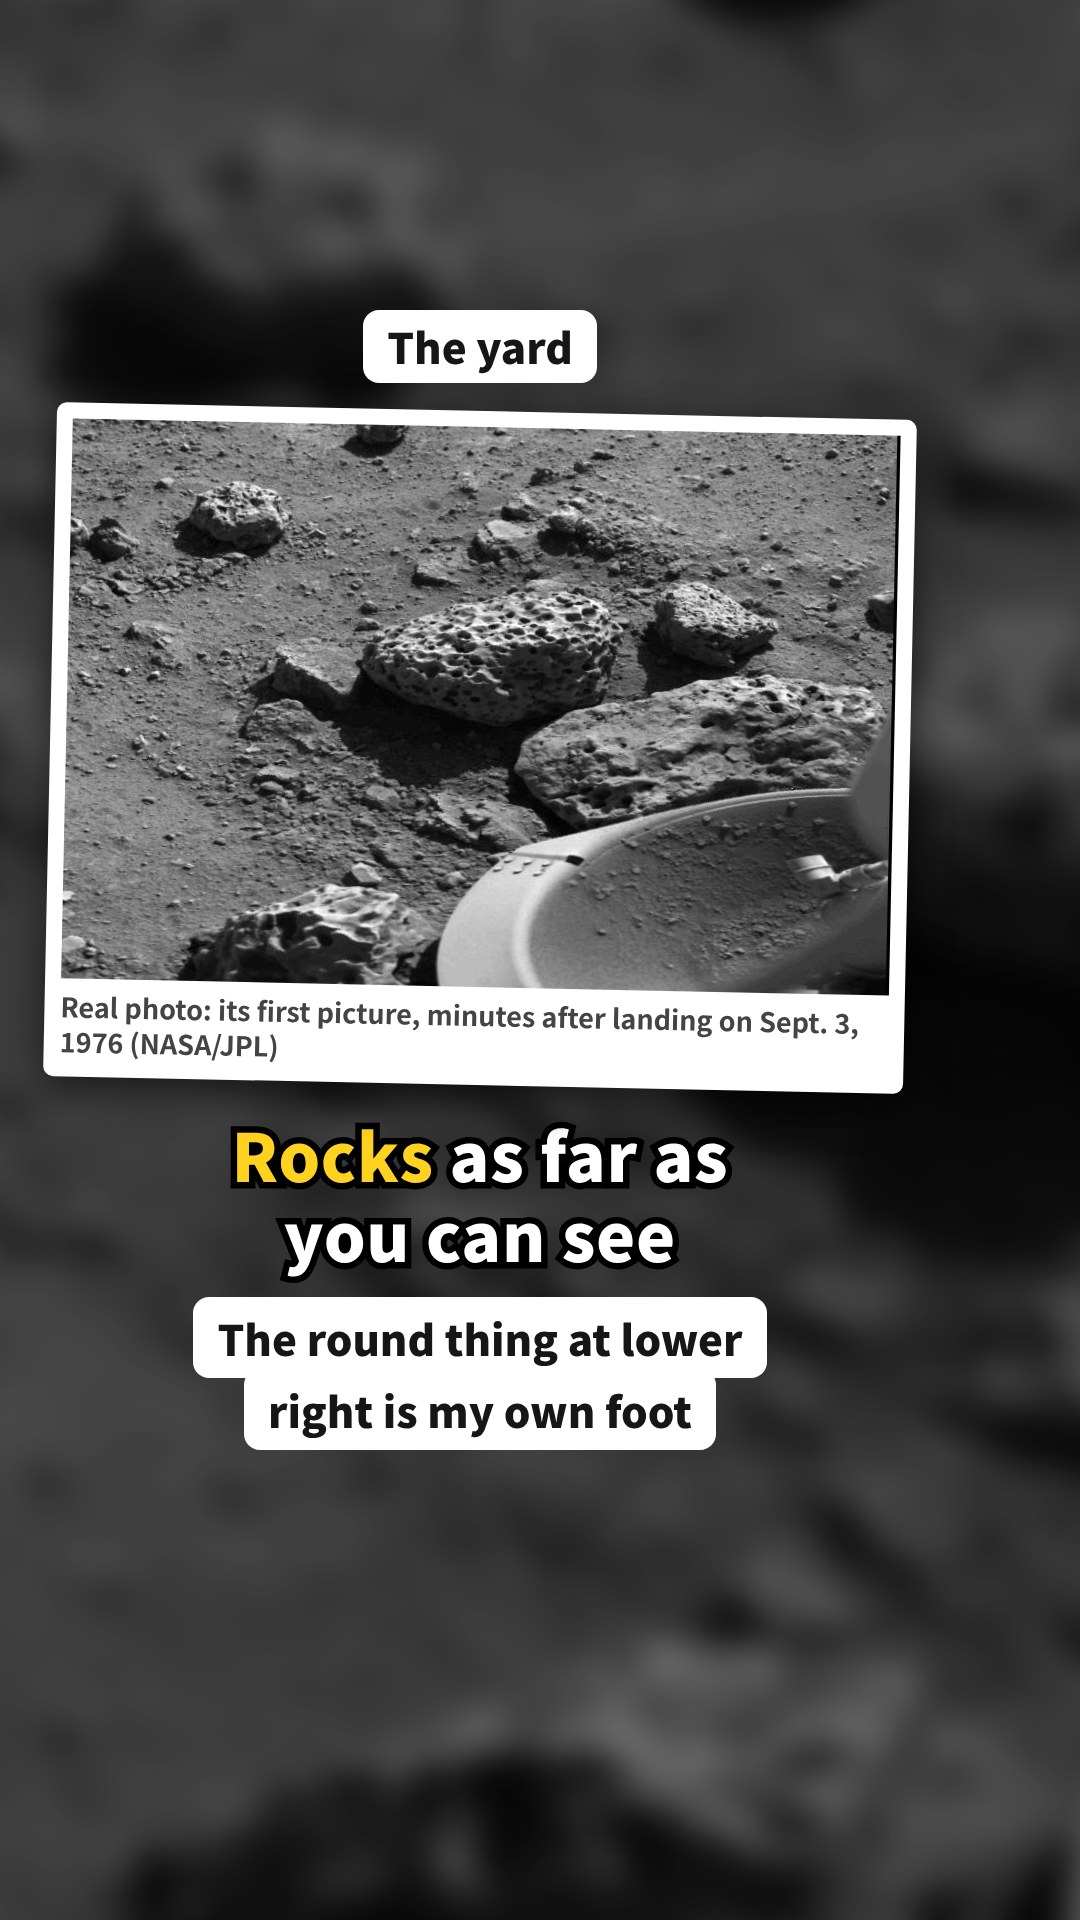 The yard
Real photo: its first picture, minutes after landing on Sept. 3,
1976 (NASA/JPL)
Rocks as far as
you can see
The round thing at lower
right is my own foot